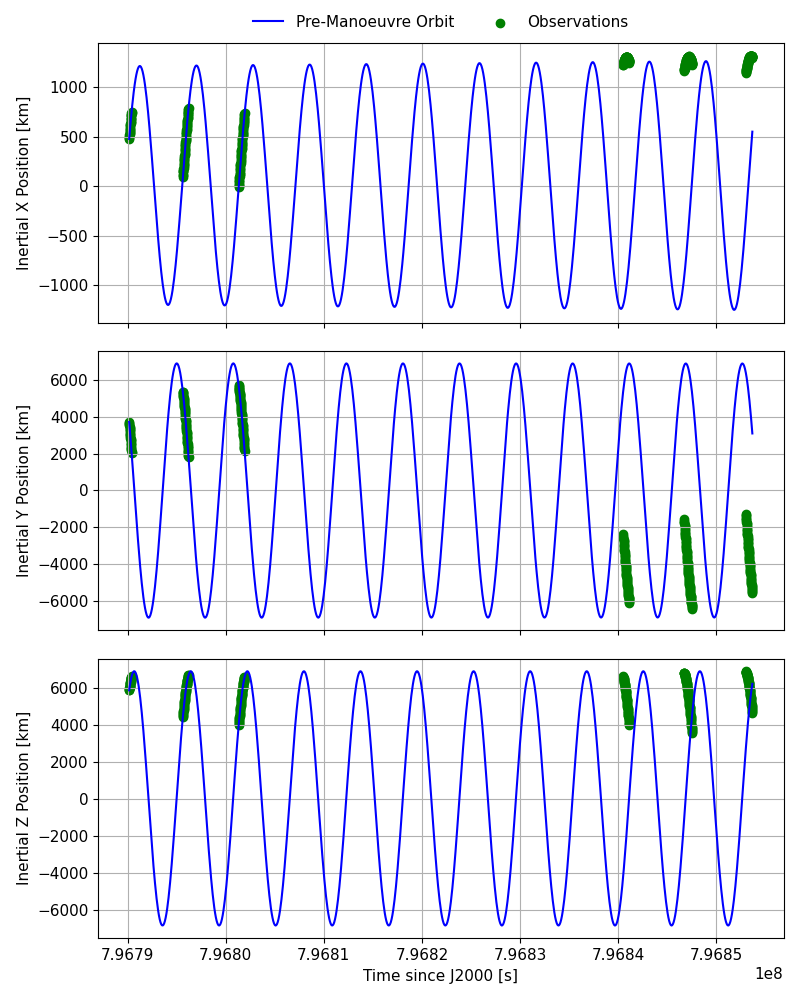 Pre-Manoeuvre Orbit Observations
1000
500
0
−500
−1000
Inertial X Position [km]
6000
4000
2000
0
−2000
−4000
−6000
Inertial Y Position [km]
6000
4000
2000
0
−2000
−4000
−6000
Inertial Z Position [km]
7.9679 7.9680 7.9681 7.9682 7.9683 7.9684 7.9685
Time since J2000 [s]
1e8